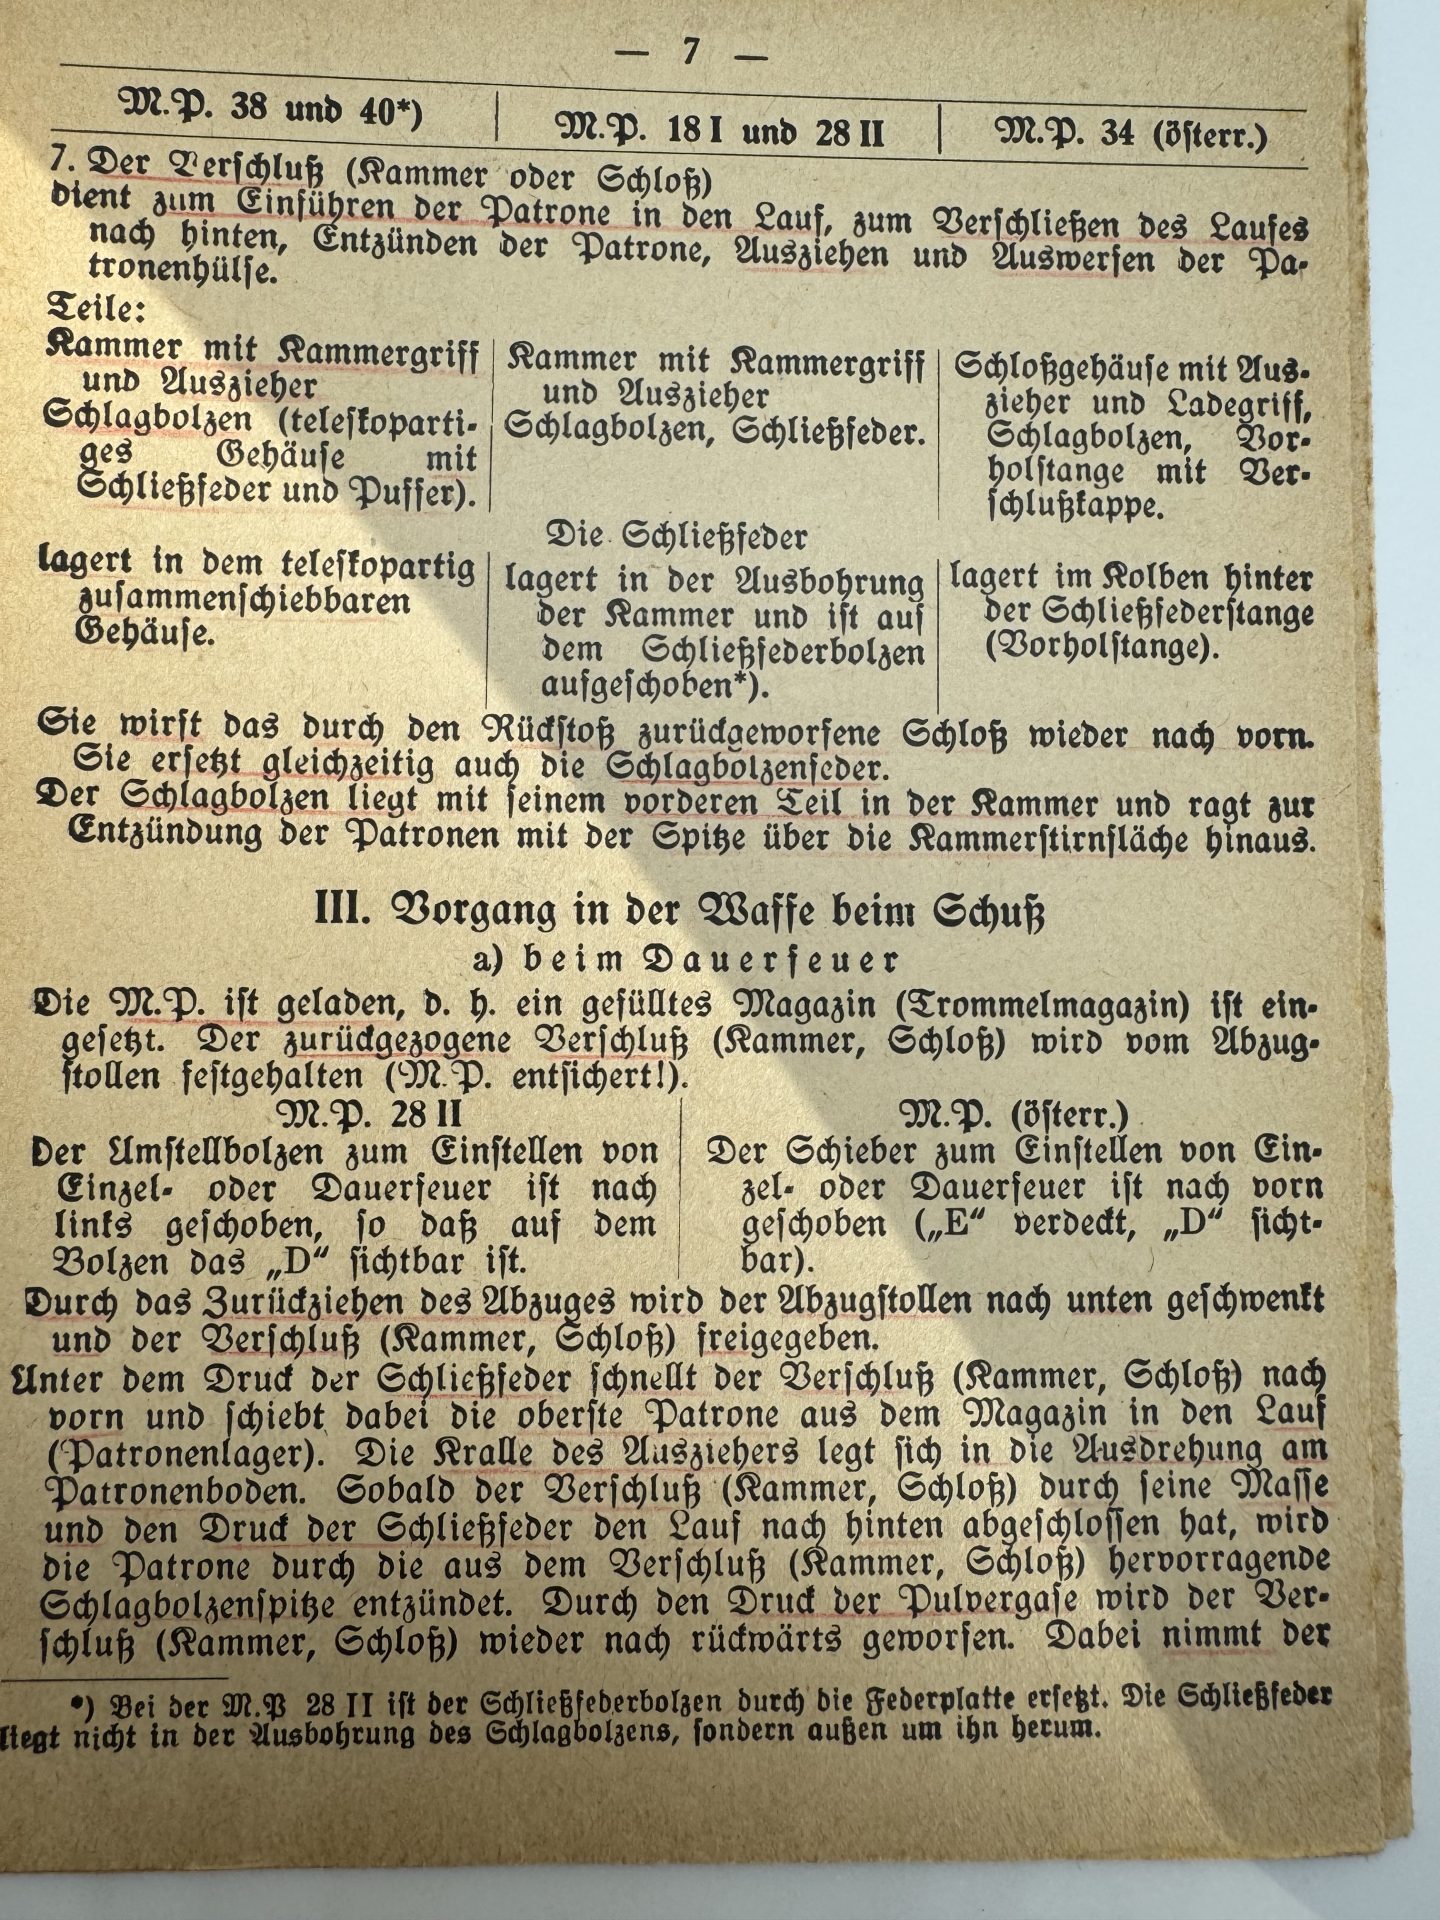 — 7 —
M.P. 38 und 40*)
M.P. 18 I und 28 II
M.P. 34 (österr.)
7. Der Verschluß (Kammer oder Schloß)
dient zum Einführen der Patrone in den Lauf, zum Verschließen des Laufes
nach hinten, Entzünden der Patrone, Ausziehen und Auswerfen der Pa-
tronenhülse.
Teile:
Kammer mit Kammergriff
und Auszieher
Schlagbolzen (teleskoparti-
ges Gehäuse mit
Schließfeder und Puffer).
Kammer mit Kammergriff
und Auszieher
Schlagbolzen, Schließfeder.
Schloßgehäuse mit Aus-
zieher und Ladegriff,
Schlagbolzen, Vor-
holstange mit Ver-
schlußkappe.
Die Schließfeder
lagert in dem teleskopartig
zusammenschiebbaren
Gehäuse.
lagert in der Ausbohrung
der Kammer und ist auf
dem Schließfederbolzen
aufgeschoben*).
lagert im Kolben hinter
der Schließfederstange
(Vorholstange).
Sie wirft das durch den Rückstoß zurückgeworfene Schloß wieder nach vorn.
Sie ersetzt gleichzeitig auch die Schlagbolzenfeder.
Der Schlagbolzen liegt mit seinem vorderen Teil in der Kammer und ragt zur
Entzündung der Patronen mit der Spitze über die Kammerstirnfläche hinaus.
III. Vorgang in der Waffe beim Schuß
a) beim Dauerfeuer
Die M.P. ist geladen, d. h. ein gefülltes Magazin (Trommelmagazin) ist ein-
gesetzt. Der zurückgezogene Verschluß (Kammer, Schloß) wird vom Abzug-
stollen festgehalten (M.P. entsichert!).
M.P. 28 II
Der Umstellbolzen zum Einstellen von
Einzel- oder Dauerfeuer ist nach
links geschoben, so daß auf dem
Bolzen das „D“ sichtbar ist.
M.P. (österr.)
Der Schieber zum Einstellen von Ein-
zel- oder Dauerfeuer ist nach vorn
geschoben („E“ verdeckt, „D“ sicht-
bar).
Durch das Zurückziehen des Abzuges wird der Abzugstollen nach unten geschwenkt
und der Verschluß (Kammer, Schloß) freigegeben.
Unter dem Druck der Schließfeder schnellt der Verschluß (Kammer, Schloß) nach
vorn und schiebt dabei die oberste Patrone aus dem Magazin in den Lauf
(Patronenlager). Die Kralle des Ausziehers legt sich in die Ausdrehung am
Patronenboden. Sobald der Verschluß (Kammer, Schloß) durch seine Masse
und den Druck der Schließfeder den Lauf nach hinten abgeschlossen hat, wird
die Patrone durch die aus dem Verschluß (Kammer, Schloß) hervorragende
Schlagbolzenspitze entzündet. Durch den Druck der Pulvergase wird der Ver-
schluß (Kammer, Schloß) wieder nach rückwärts geworfen. Dabei nimmt der
*) Bei der M.P 28 II ist der Schließfederbolzen durch die Federplatte ersetzt. Die Schließfeder
liegt nicht in der Ausbohrung des Schlagbolzens, sondern außen um ihn herum.